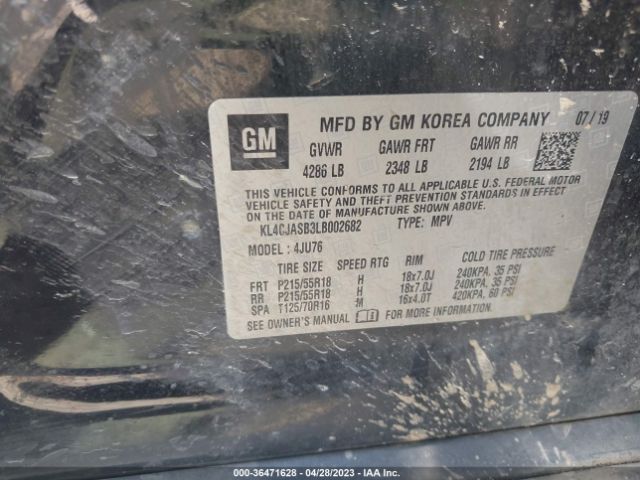 GM
MFD BY GM KOREA COMPANY 07/19
GVWR GAWR FRT GAWR RR
4286 LB 2348 LB 2194 LB
THIS VEHICLE CONFORMS TO ALL APPLICABLE U.S. FEDERAL MOTOR
VEHICLE SAFETY AND THEFT PREVENTION STANDARDS IN EFFECT
ON THE DATE OF MANUFACTURE SHOWN ABOVE.
KL4CJASB3LB002682 TYPE: MPV
MODEL: 4JU76
TIRE SIZE SPEED RTG RIM COLD TIRE PRESSURE
FRT P215/55R18 H 18x7.0J 240KPA, 35 PSI
RR P215/55R18 H 18x7.0J 240KPA, 35 PSI
SPA T125/70R16 M 16x4.0T 420KPA, 60 PSI
SEE OWNER'S MANUAL FOR MORE INFORMATION.
000-36471628 - 04/28/2023 - IAA Inc.